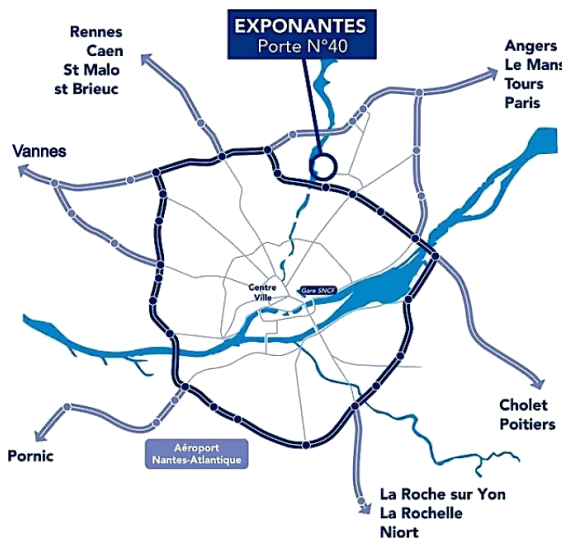 EXPONANTES
Porte N°40
Rennes
Caen
St Malo
st Brieuc
Angers
Le Mans
Tours
Paris
Vannes
Centre
Ville
Gare SNCF
Cholet
Poitiers
Pornic
Aéroport
Nantes-Atlantique
La Roche sur Yon
La Rochelle
Niort